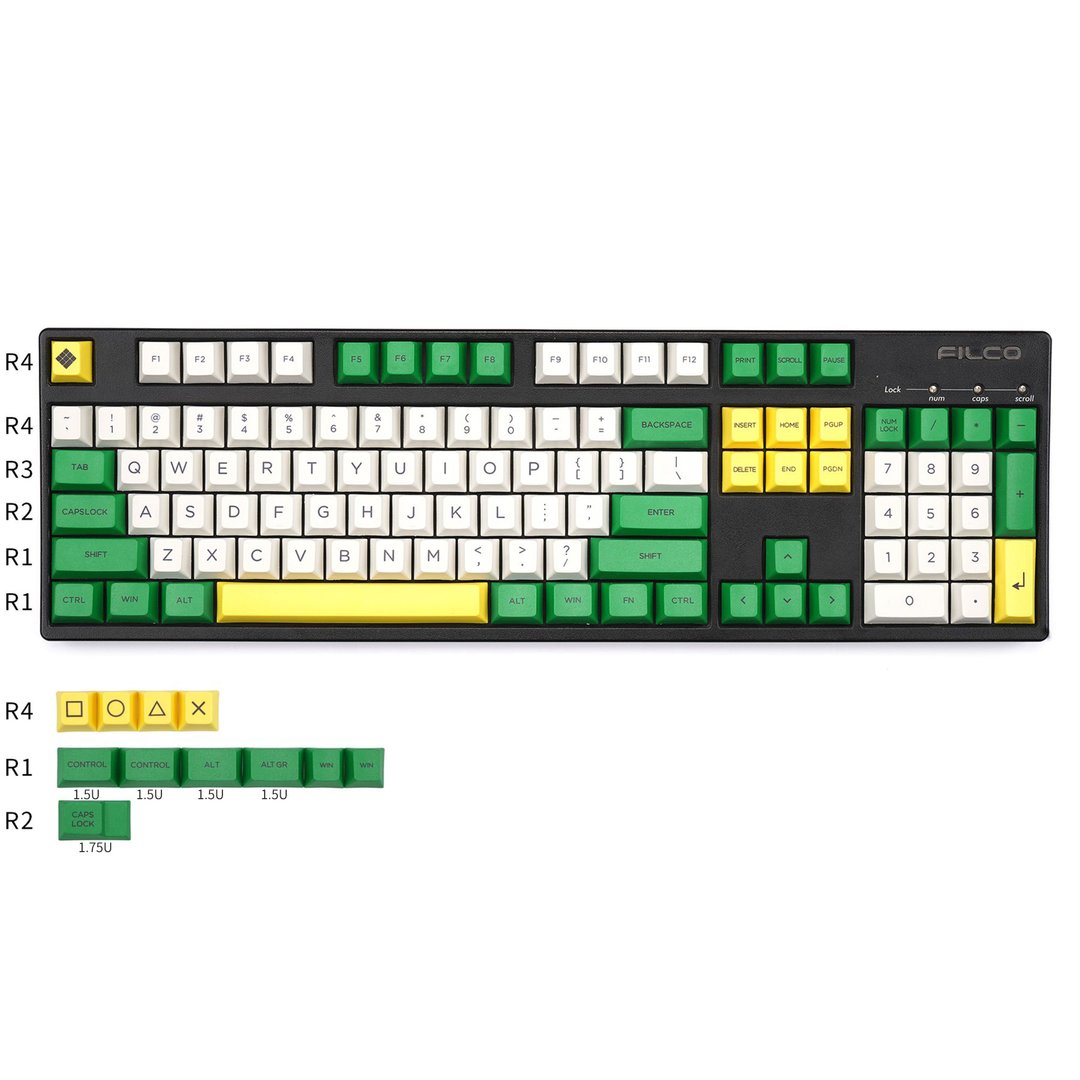 R4 F1 F2 F3 F4 F5 F6 F7 F8 F9 F10 F11 F12 PRINT SCROLL PAUSE FILCO
Lock num caps scroll
R4 ~ ` ! 1 @ 2 # 3 $ 4 % 5 ^ 6 & 7 * 8 ( 9 ) 0 _ - + = BACKSPACE INSERT HOME PGUP NUM LOCK / * −
R3 TAB Q W E R T Y U I O P { [ } ] | \ DELETE END PGDN 7 8 9 +
R2 CAPSLOCK A S D F G H J K L : ; " ' ENTER 4 5 6
R1 SHIFT Z X C V B N M < , > . ? / SHIFT ^ 1 2 3
R1 CTRL WIN ALT ALT WIN FN CTRL < ⌄ > 0 . ↵
R4 □ ○ △ ×
R1 CONTROL CONTROL ALT ALT GR WIN WIN
1.5U 1.5U 1.5U 1.5U
R2 CAPS LOCK
1.75U